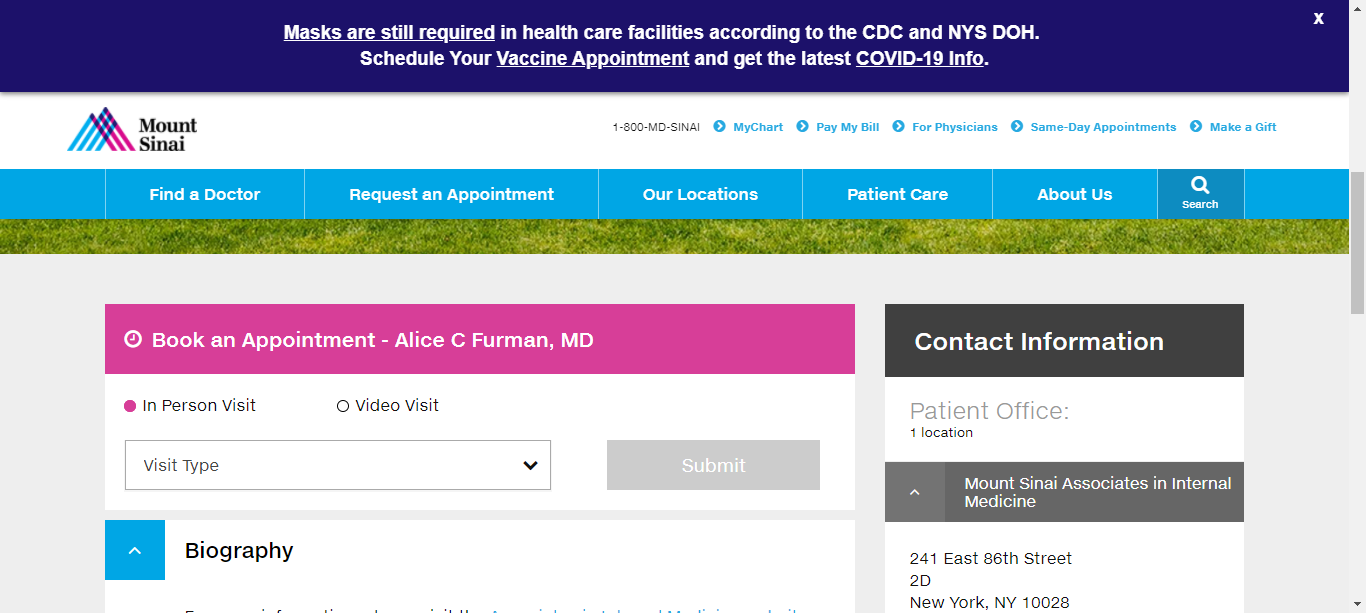 Masks are still required in health care facilities according to the CDC and NYS DOH.
X
Schedule Your Vaccine Appointment and get the latest COVID-19 Info.
Mount
Sinai
1-800-MD-SINAI MyChart Pay My Bill For Physicians Same-Day Appointments Make a Gift
Find a Doctor Request an Appointment Our Locations Patient Care About Us Search
Book an Appointment - Alice C Furman, MD
In Person Visit Video Visit
Visit Type Submit
Biography
Contact Information
Patient Office:
1 location
Mount Sinai Associates in Internal
Medicine
241 East 86th Street
2D
New York, NY 10028